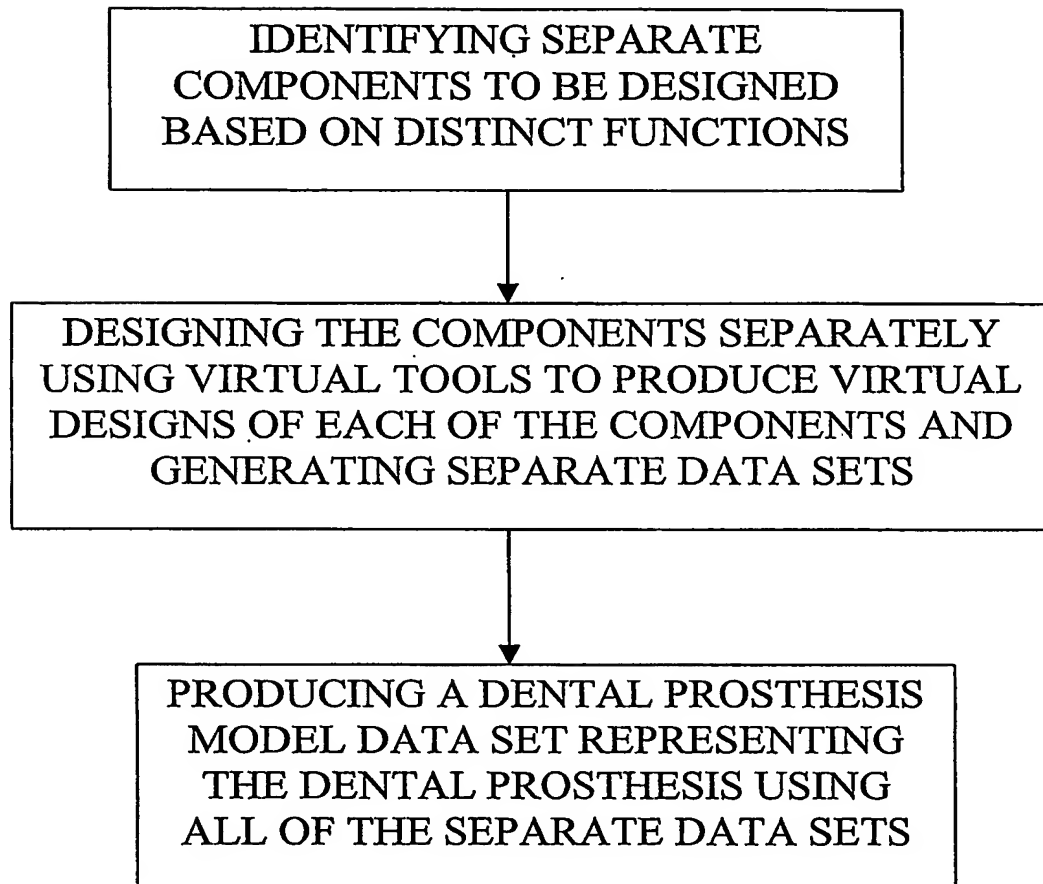 IDENTIFYING SEPARATE
COMPONENTS TO BE DESIGNED
BASED ON DISTINCT FUNCTIONS
DESIGNING THE COMPONENTS SEPARATELY
USING VIRTUAL TOOLS TO PRODUCE VIRTUAL
DESIGNS OF EACH OF THE COMPONENTS AND
GENERATING SEPARATE DATA SETS
PRODUCING A DENTAL PROSTHESIS
MODEL DATA SET REPRESENTING
THE DENTAL PROSTHESIS USING
ALL OF THE SEPARATE DATA SETS